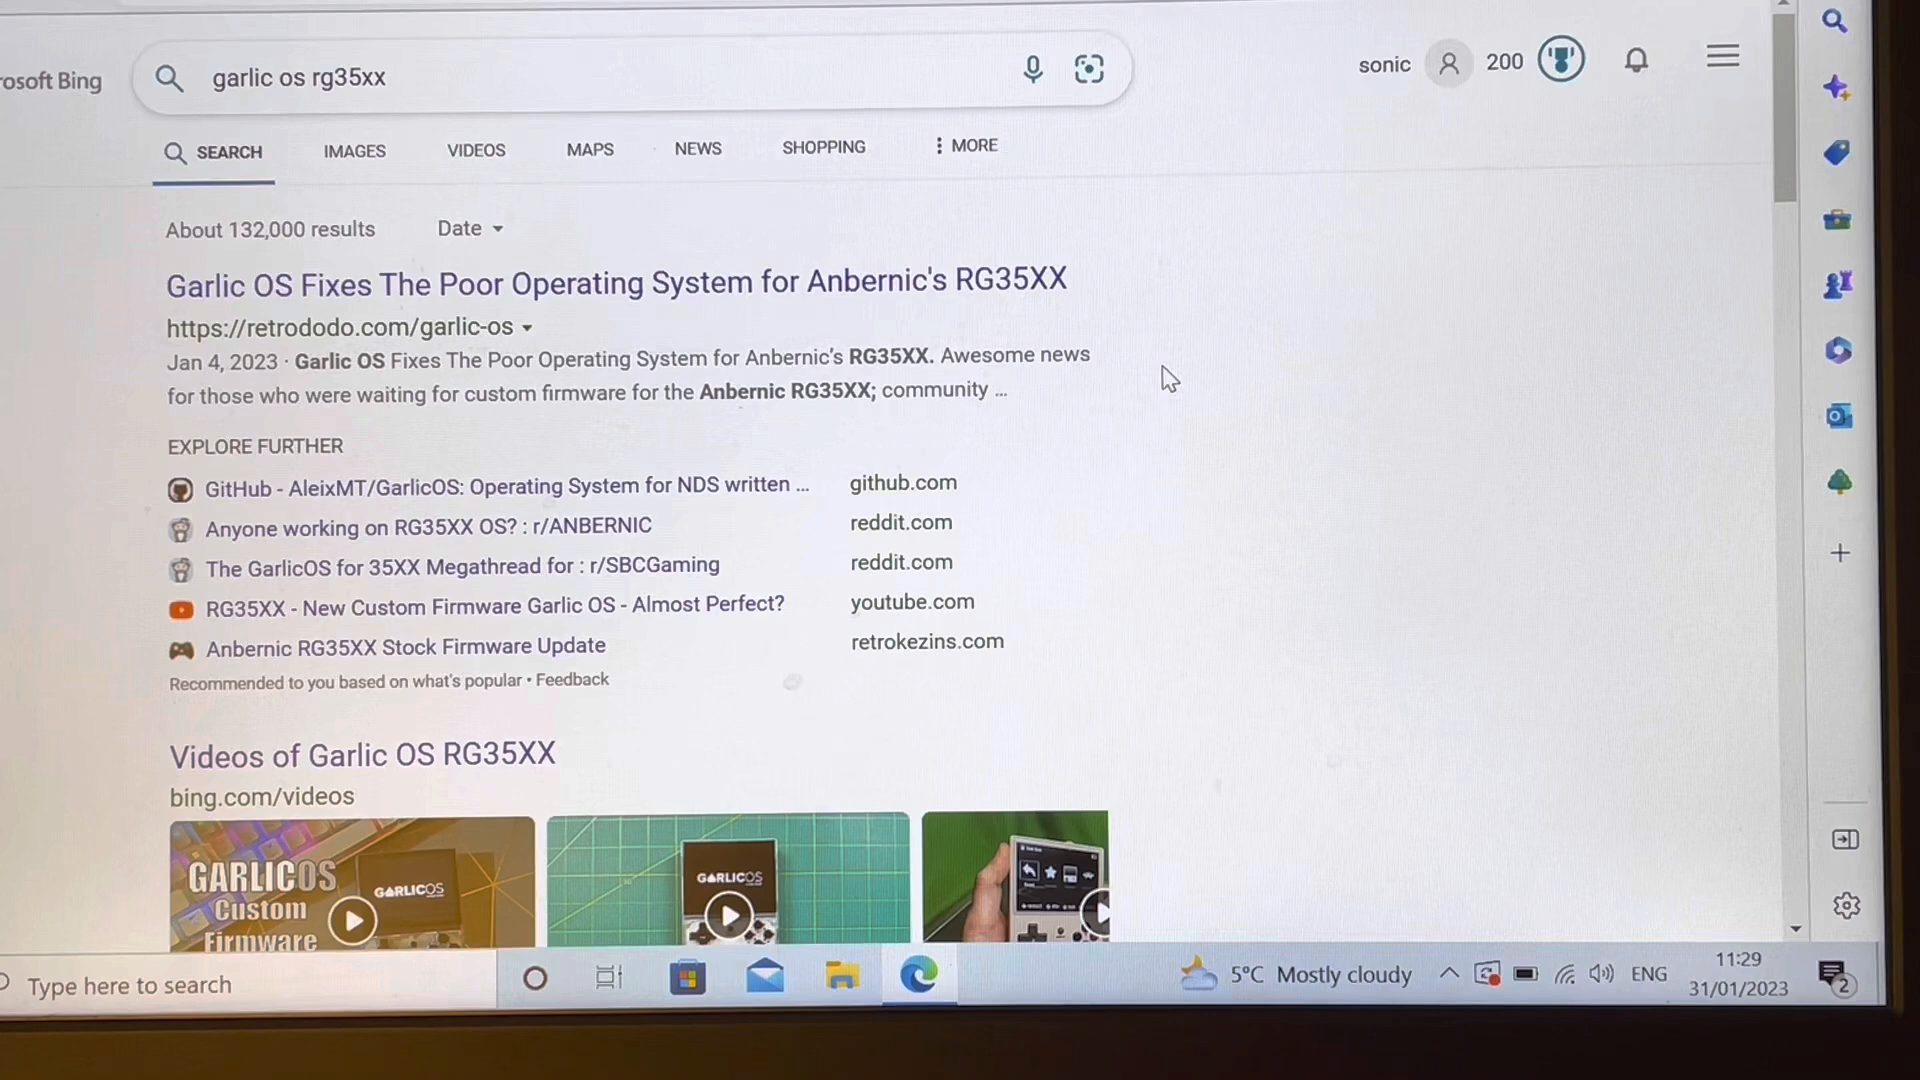 rosoft Bing
garlic os rg35xx
sonic
200
SEARCH
IMAGES
VIDEOS
MAPS
NEWS
SHOPPING
MORE
About 132,000 results
Date
Garlic OS Fixes The Poor Operating System for Anbernic's RG35XX
https://retrododo.com/garlic-os
Jan 4, 2023 · Garlic OS Fixes The Poor Operating System for Anbernic's RG35XX. Awesome news
for those who were waiting for custom firmware for the Anbernic RG35XX; community ...
EXPLORE FURTHER
GitHub - AleixMT/GarlicOS: Operating System for NDS written ... github.com
Anyone working on RG35XX OS? : r/ANBERNIC reddit.com
The GarlicOS for 35XX Megathread for : r/SBCGaming reddit.com
RG35XX - New Custom Firmware Garlic OS - Almost Perfect? youtube.com
Anbernic RG35XX Stock Firmware Update retrokezins.com
Recommended to you based on what's popular • Feedback
Videos of Garlic OS RG35XX
bing.com/videos
GARLICOS
Custom
Firmware
GARLICOS
GARLICOS
Type here to search
5°C Mostly cloudy
ENG
11:29
31/01/2023
2